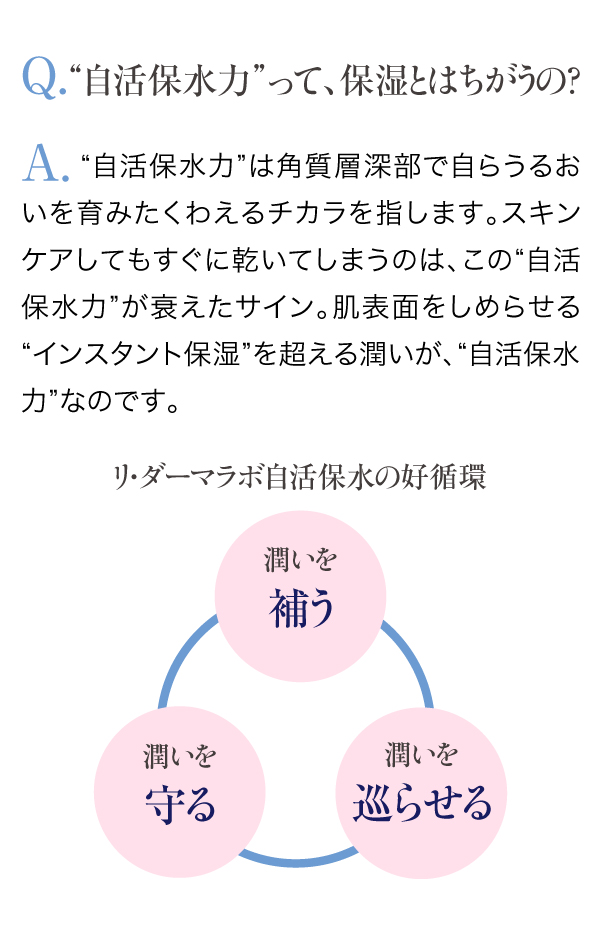 Q.“自活保水力”って、保湿とはちがうの?
A. “自活保水力”は角質層深部で自らうるお
いを育みたくわえるチカラを指します。スキン
ケアしてもすぐに乾いてしまうのは、この“自活
保水力”が衰えたサイン。肌表面をしめらせる
“インスタント保湿”を超える潤いが、“自活保水
力”なのです。
リ・ダーマラボ自活保水の好循環
潤いを
補う
潤いを
守る
潤いを
巡らせる